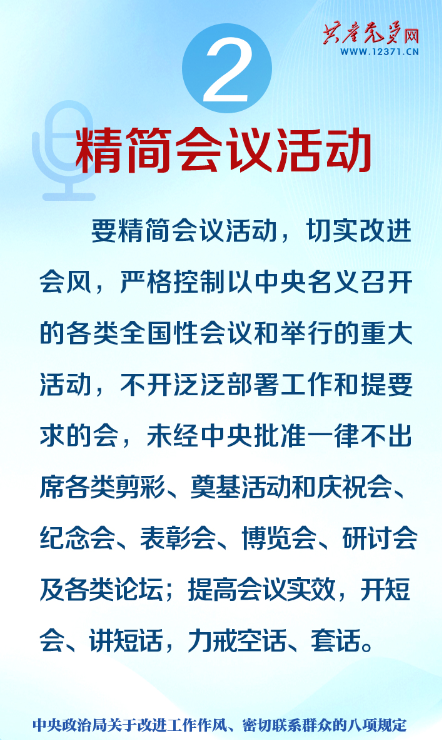 共产党员网
WWW.12371.CN
2
精简会议活动
要精简会议活动，切实改进
会风，严格控制以中央名义召开
的各类全国性会议和举行的重大
活动，不开泛泛部署工作和提要
求的会，未经中央批准一律不出
席各类剪彩、奠基活动和庆祝会、
纪念会、表彰会、博览会、研讨会
及各类论坛；提高会议实效，开短
会、讲短话，力戒空话、套话。
中央政治局关于改进工作作风、密切联系群众的八项规定